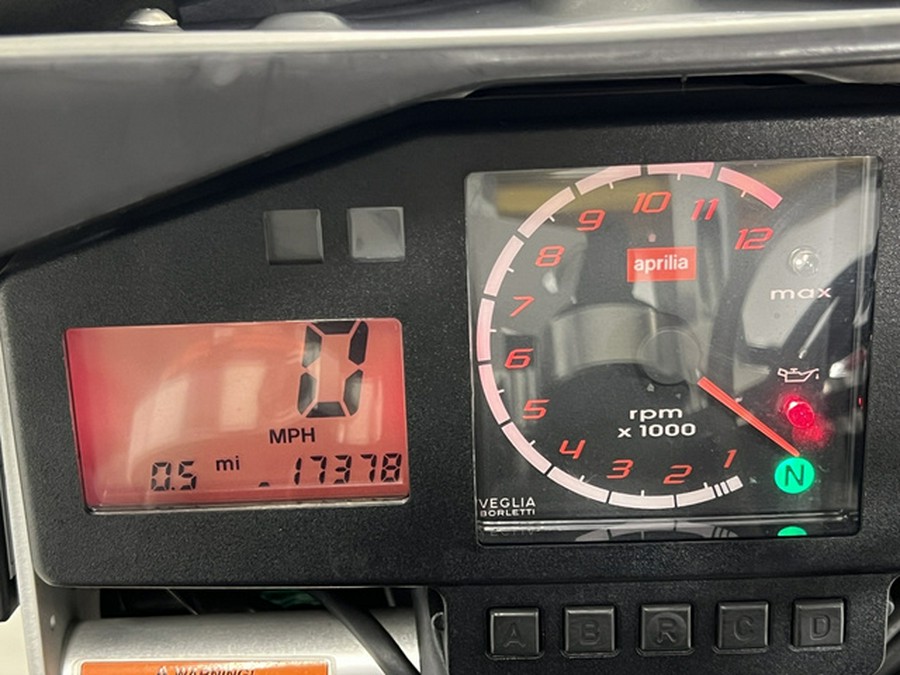 0
MPH
0.5 mi 17378
1
2
3
4
5
6
7
8
9
10
11
12
aprilia
max
rpm
x 1000
N
VEGLIA
BORLETTI
A B R C D
WARNING!